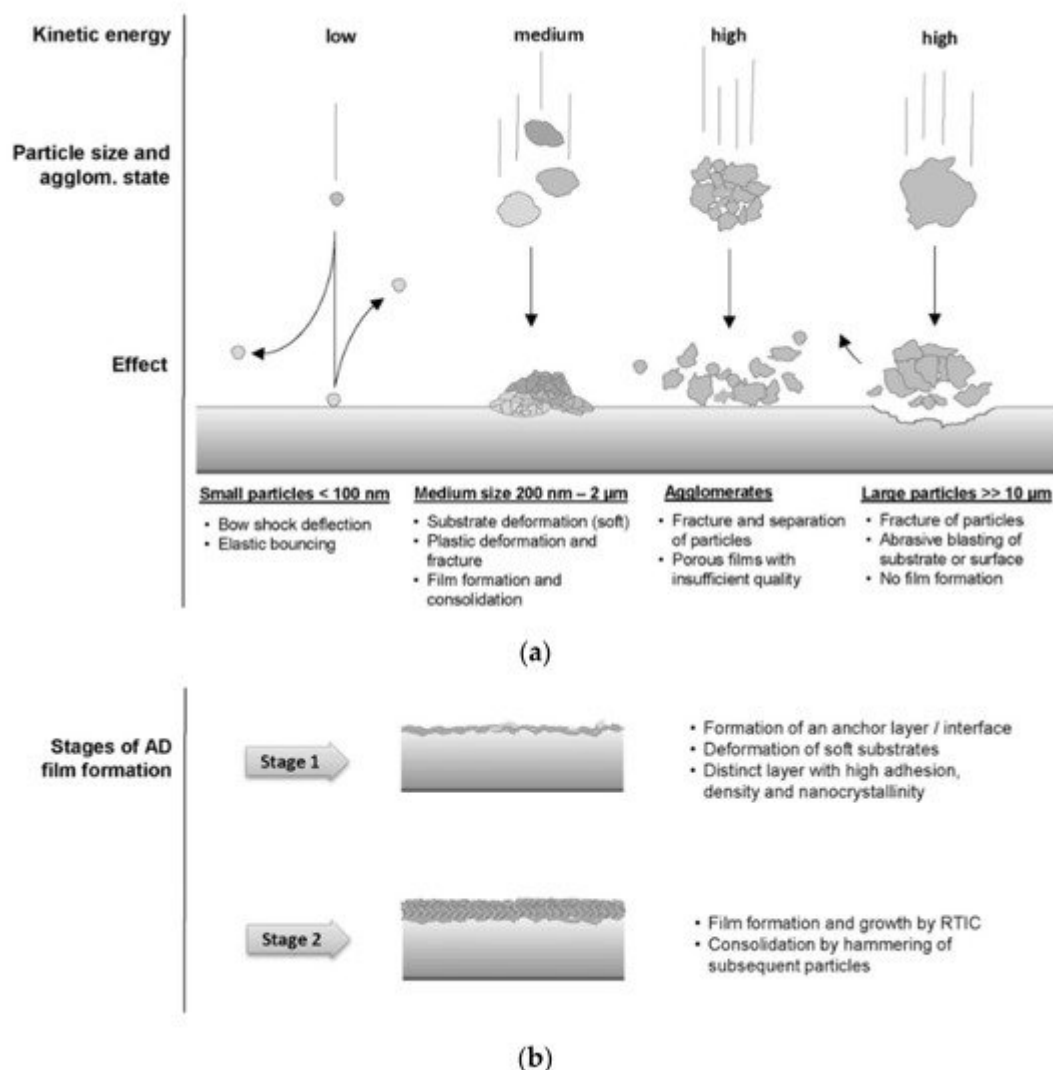 Kinetic energy
low
medium
high
high
Particle size and
agglom. state
Effect
Small particles < 100 nm
• Bow shock deflection
• Elastic bouncing
Medium size 200 nm – 2 µm
• Substrate deformation (soft)
• Plastic deformation and
fracture
• Film formation and
consolidation
Agglomerates
• Fracture and separation
of particles
• Porous films with
insufficient quality
Large particles >> 10 µm
• Fracture of particles
• Abrasive blasting of
substrate or surface
• No film formation
(a)
Stages of AD
film formation
Stage 1
• Formation of an anchor layer / interface
• Deformation of soft substrates
• Distinct layer with high adhesion,
density and nanocrystallinity
Stage 2
• Film formation and growth by RTIC
• Consolidation by hammering of
subsequent particles
(b)